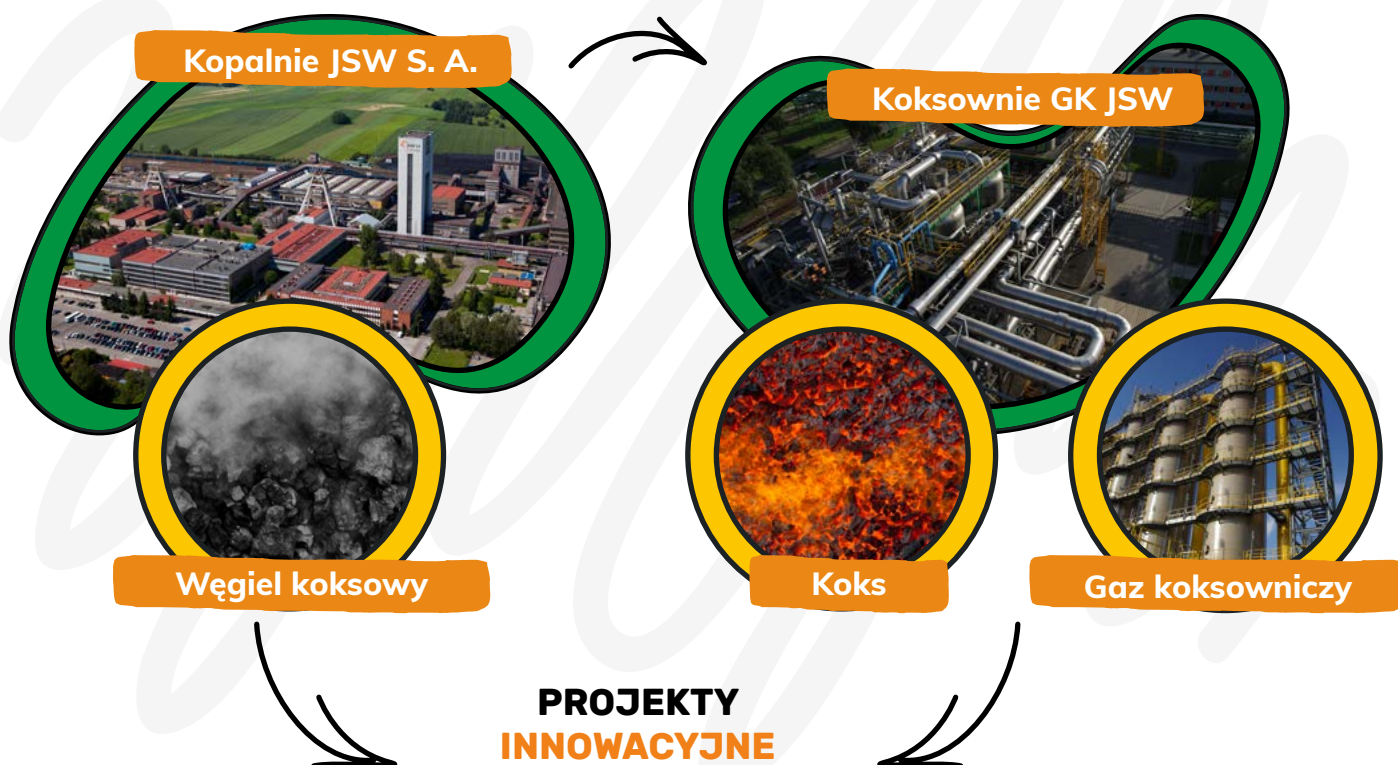 Kopalnie JSW S. A.
Koksownie GK JSW
Węgiel koksowy
Koks
Gaz koksowniczy
PROJEKTY
INNOWACYJNE